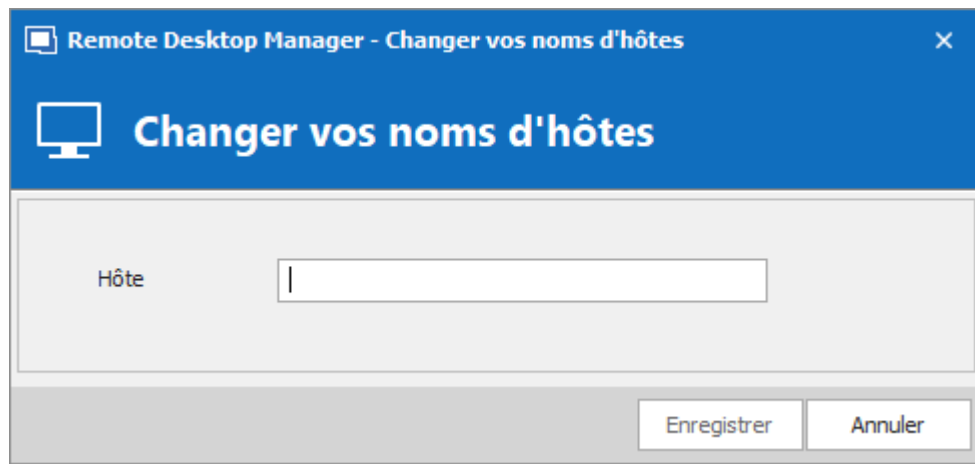 Remote Desktop Manager - Changer vos noms d'hôtes
Changer vos noms d'hôtes
Hôte
Enregistrer Annuler